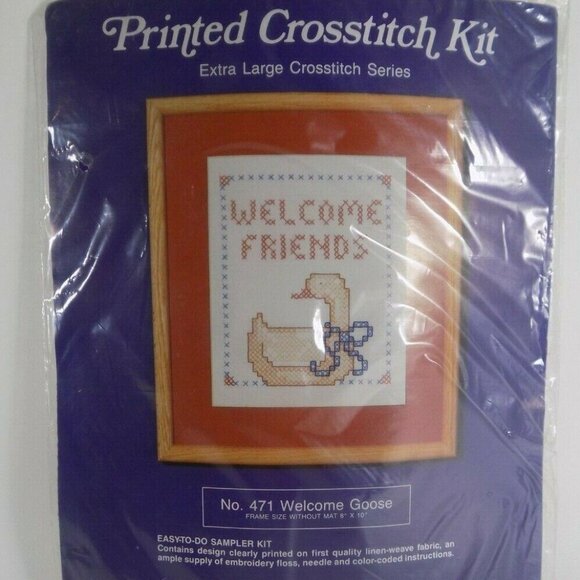 Printed Crosstitch Kit
Extra Large Crosstitch Series
WELCOME
FRIENDS
No. 471 Welcome Goose
FRAME SIZE WITHOUT MAT 8" X 10"
EASY-TO-DO SAMPLER KIT
Contains design clearly printed on first quality linen-weave fabric, an
ample supply of embroidery floss, needle and color-coded instructions.